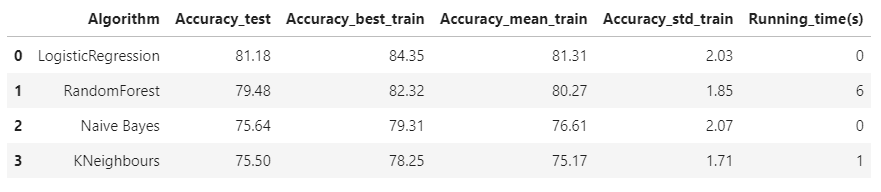 Algorithm Accuracy_test Accuracy_best_train Accuracy_mean_train Accuracy_std_train Running_time(s)
0 LogisticRegression 81.18 84.35 81.31 2.03 0
1 RandomForest 79.48 82.32 80.27 1.85 6
2 Naive Bayes 75.64 79.31 76.61 2.07 0
3 KNeighbours 75.50 78.25 75.17 1.71 1